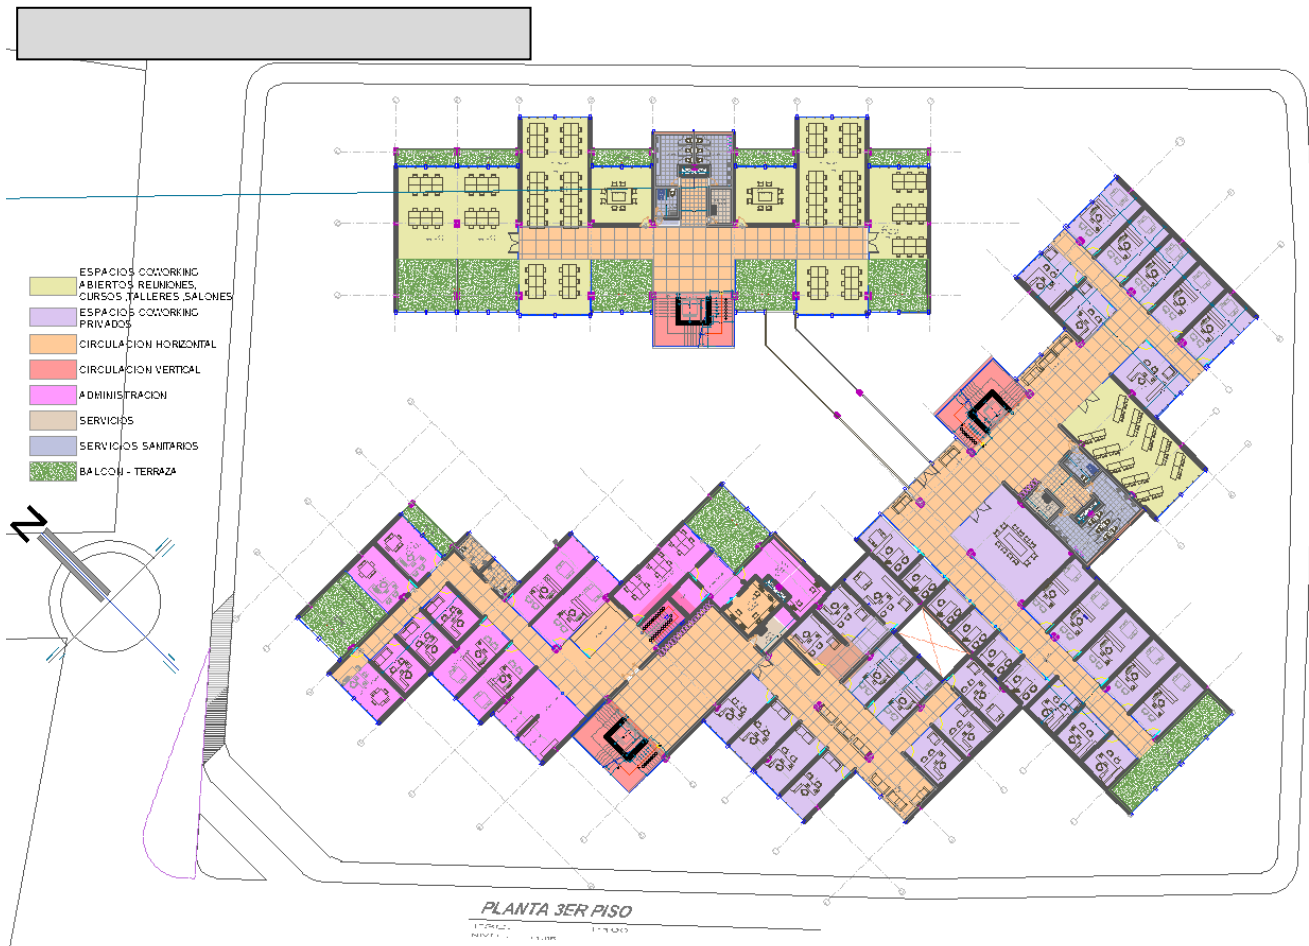 ESPACIOS COWORKING
ABIERTOS REUNIONES,
CURSOS ,TALLERES ,SALONES
ESPACIOS COWORKING
PRIVADOS
CIRCULACION HORIZONTAL
CIRCULACION VERTICAL
ADMINISTRACION
SERVICIOS
SERVICIOS SANITARIOS
BALCON - TERRAZA
N
PLANTA 3ER PISO